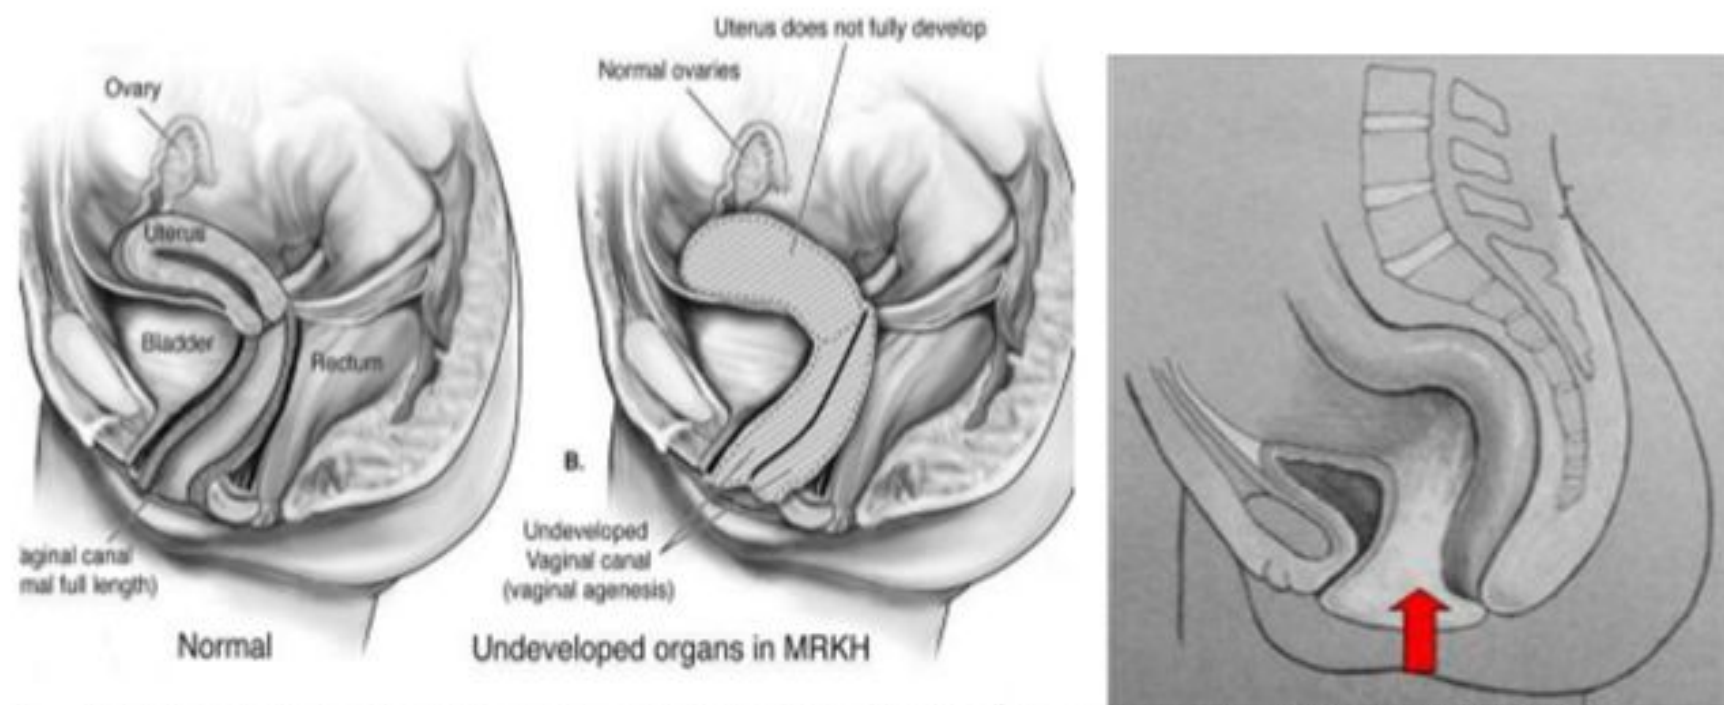 Ovary
Uterus
Bladder
Rectum
aginal canal
mal full length)
Normal
Uterus does not fully develop
Normal ovaries
B.
Undeveloped
Vaginal canal
(vaginal agenesis)
Undeveloped organs in MRKH